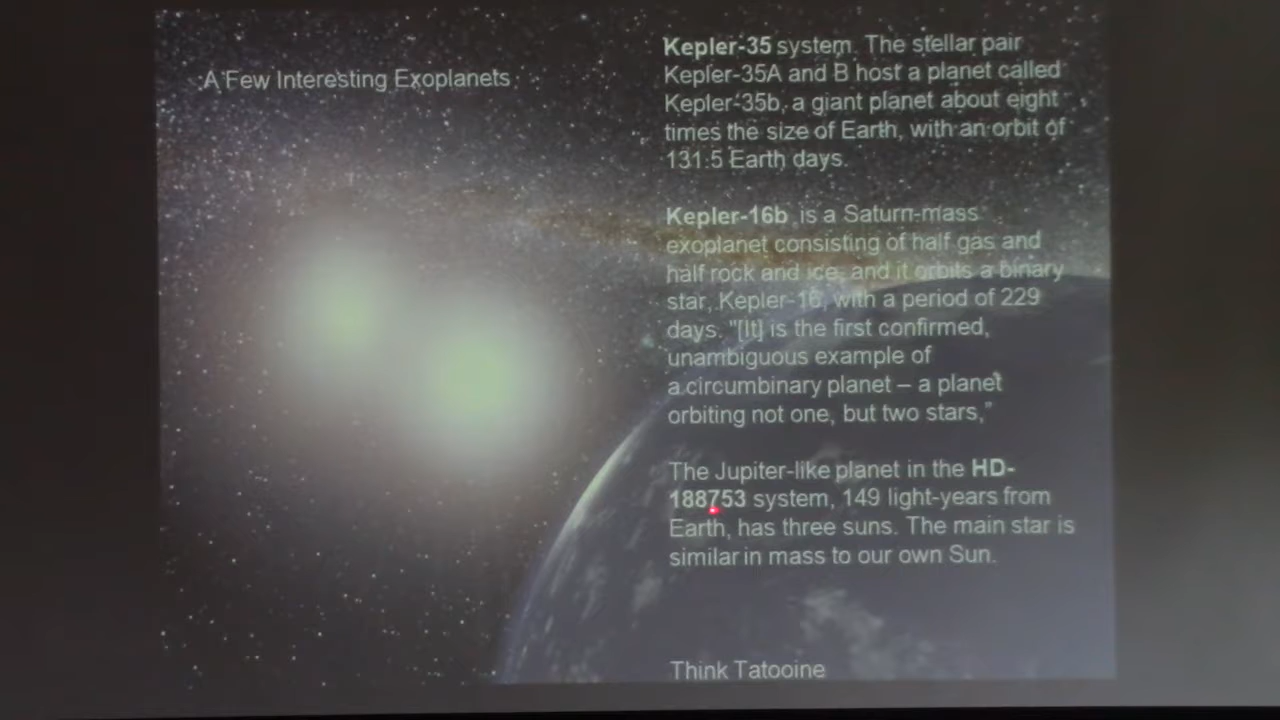 A Few Interesting Exoplanets
Kepler-35 system. The stellar pair
Kepler-35A and B host a planet called
Kepler-35b, a giant planet about eight
times the size of Earth, with an orbit of
131.5 Earth days.
Kepler-16b is a Saturn-mass
exoplanet consisting of half gas and
half rock and ice, and it orbits a binary
star, Kepler-16, with a period of 229
days. "[It] is the first confirmed,
unambiguous example of
a circumbinary planet – a planet
orbiting not one, but two stars,"
The Jupiter-like planet in the HD-
188753 system, 149 light-years from
Earth, has three suns. The main star is
similar in mass to our own Sun.
Think Tatooine